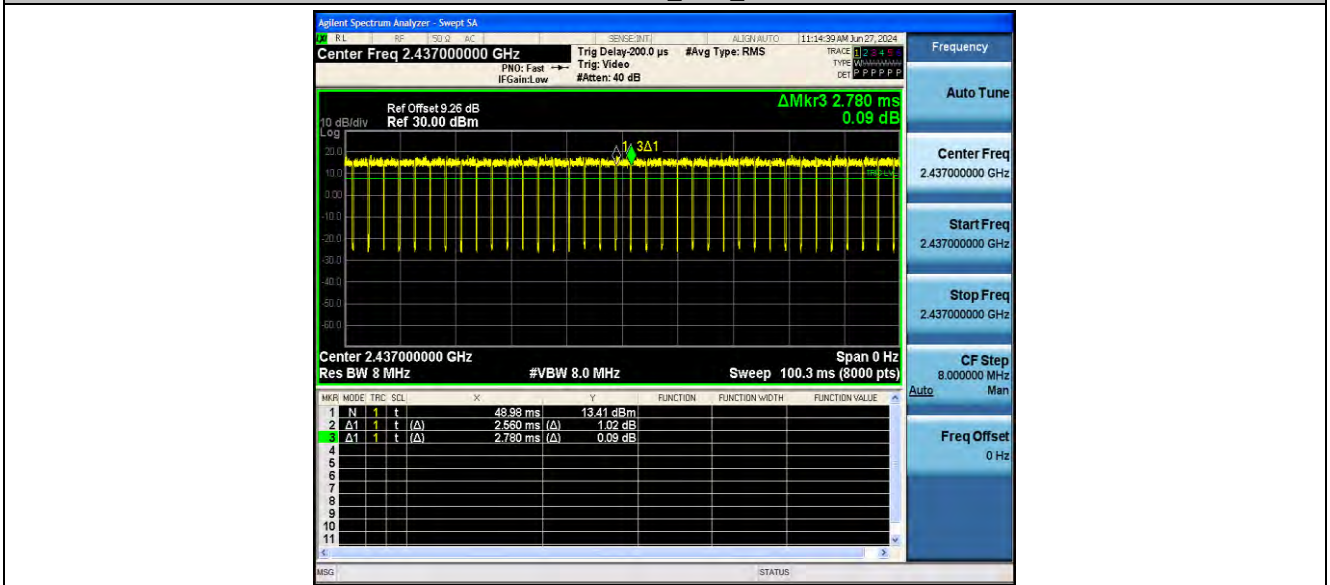 Agilent Spectrum Analyzer - Swept SA
RL RF 50 Ω AC SENSE:INT ALIGN AUTO 11:14:39 AM Jun 27, 2024
Center Freq 2.437000000 GHz
PNO: Fast
IFGain:Low
Trig Delay-200.0 µs
Trig: Video
#Atten: 40 dB
#Avg Type: RMS
TRACE 1 2 3 4 5 6
TYPE
DET P P P P P P
Ref Offset 9.26 dB
10 dB/div Ref 30.00 dBm
Log
ΔMkr3 2.780 ms
0.09 dB
20.0
10.0
0.00
-10.0
-20.0
-30.0
-40.0
-50.0
-60.0
1 3Δ1
Center 2.437000000 GHz Span 0 Hz
Res BW 8 MHz #VBW 8.0 MHz Sweep 100.3 ms (8000 pts)
MKR MODE TRC SCL X Y FUNCTION FUNCTION WIDTH FUNCTION VALUE
1 N 1 t 48.98 ms 13.41 dBm
2 Δ1 1 t (Δ) 2.560 ms (Δ) 1.02 dB
3 Δ1 1 t (Δ) 2.780 ms (Δ) 0.09 dB
4
5
6
7
8
9
10
11
MSG STATUS
Frequency
Auto Tune
Center Freq
2.437000000 GHz
Start Freq
2.437000000 GHz
Stop Freq
2.437000000 GHz
CF Step
8.000000 MHz
Auto Man
Freq Offset
0 Hz